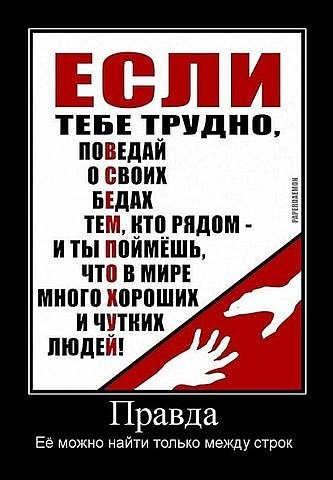 ЕСЛИ
ТЕБЕ ТРУДНО,
ПОВЕДАЙ
О СВОИХ
БЕДАХ
ТЕМ, КТО РЯДОМ -
И ТЫ ПОЙМЁШЬ,
ЧТО В МИРЕ
МНОГО ХОРОШИХ
И ЧУТКИХ
ЛЮДЕЙ!
PAPERDAEMON
Правда
Её можно найти только между строк